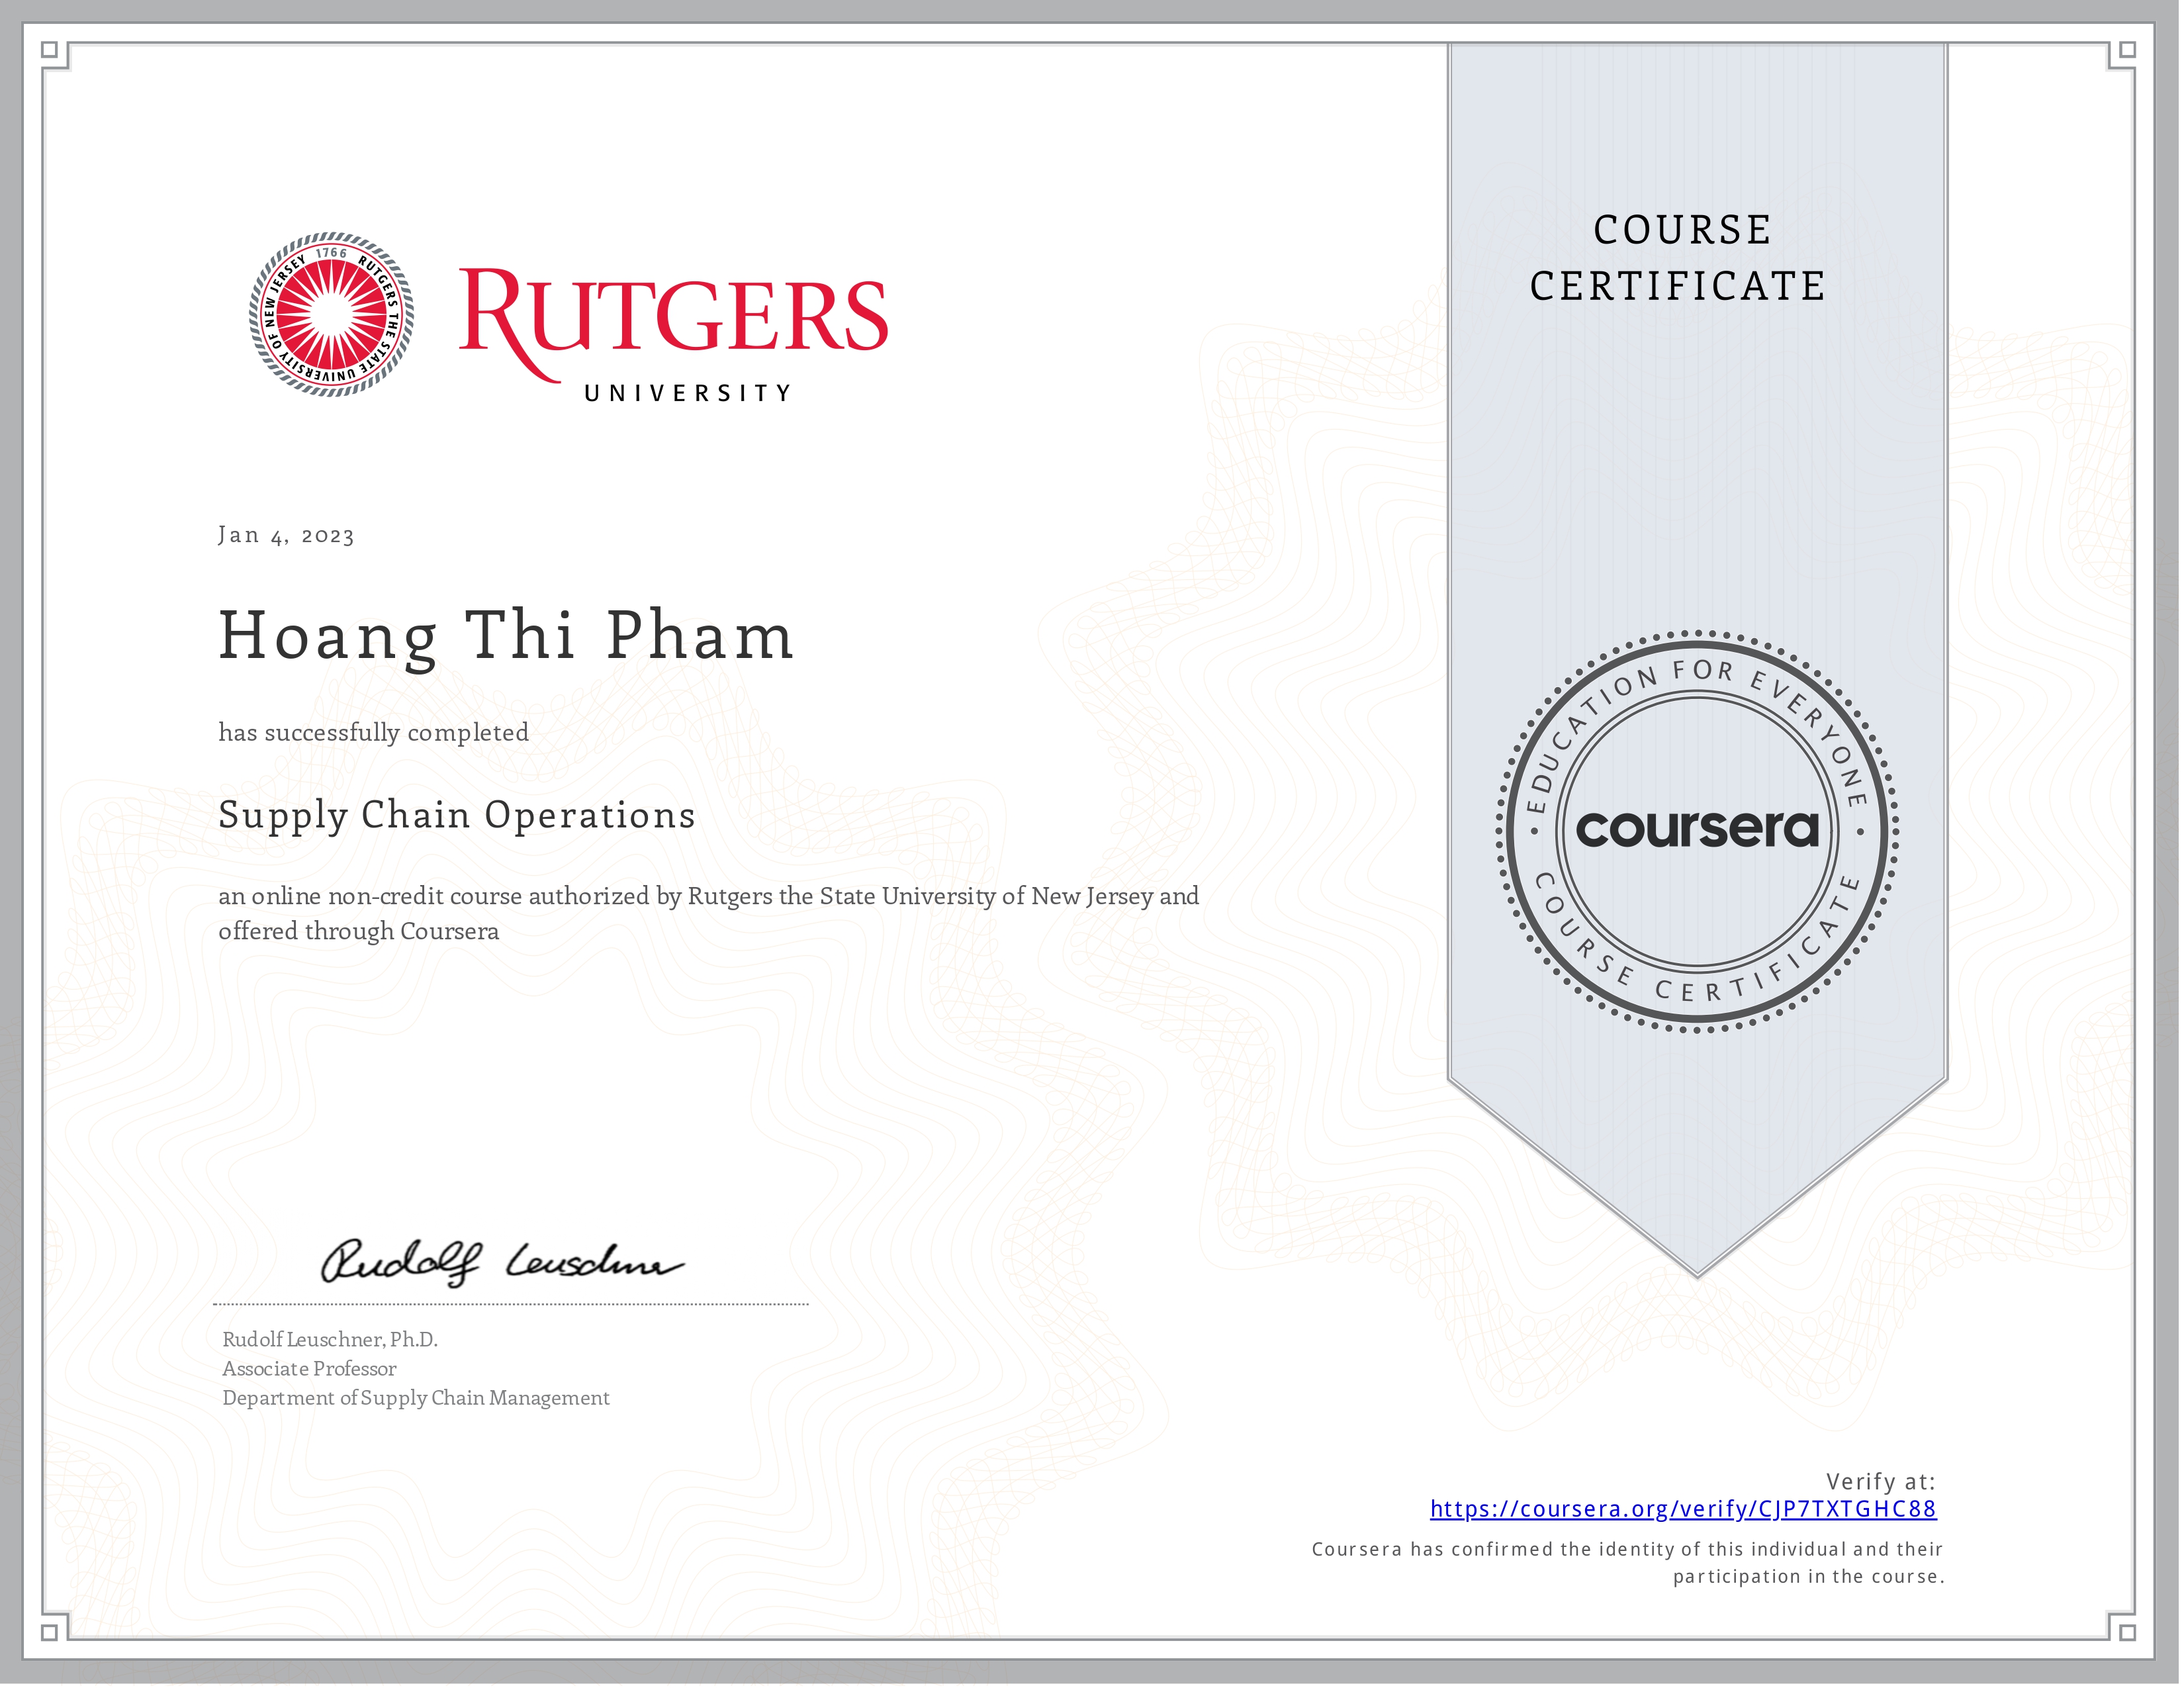 1766
RUTGERS THE STATE UNIVERSITY OF NEW JERSEY
RUTGERS
UNIVERSITY
COURSE
CERTIFICATE
Jan 4, 2023
Hoang Thi Pham
has successfully completed
Supply Chain Operations
an online non-credit course authorized by Rutgers the State University of New Jersey and
offered through Coursera
EDUCATION FOR EVERYONE
coursera
COURSE CERTIFICATE
Rudolf Leuschner
Rudolf Leuschner, Ph.D.
Associate Professor
Department of Supply Chain Management
Verify at:
https://coursera.org/verify/CJP7TXTGHC88
Coursera has confirmed the identity of this individual and their
participation in the course.